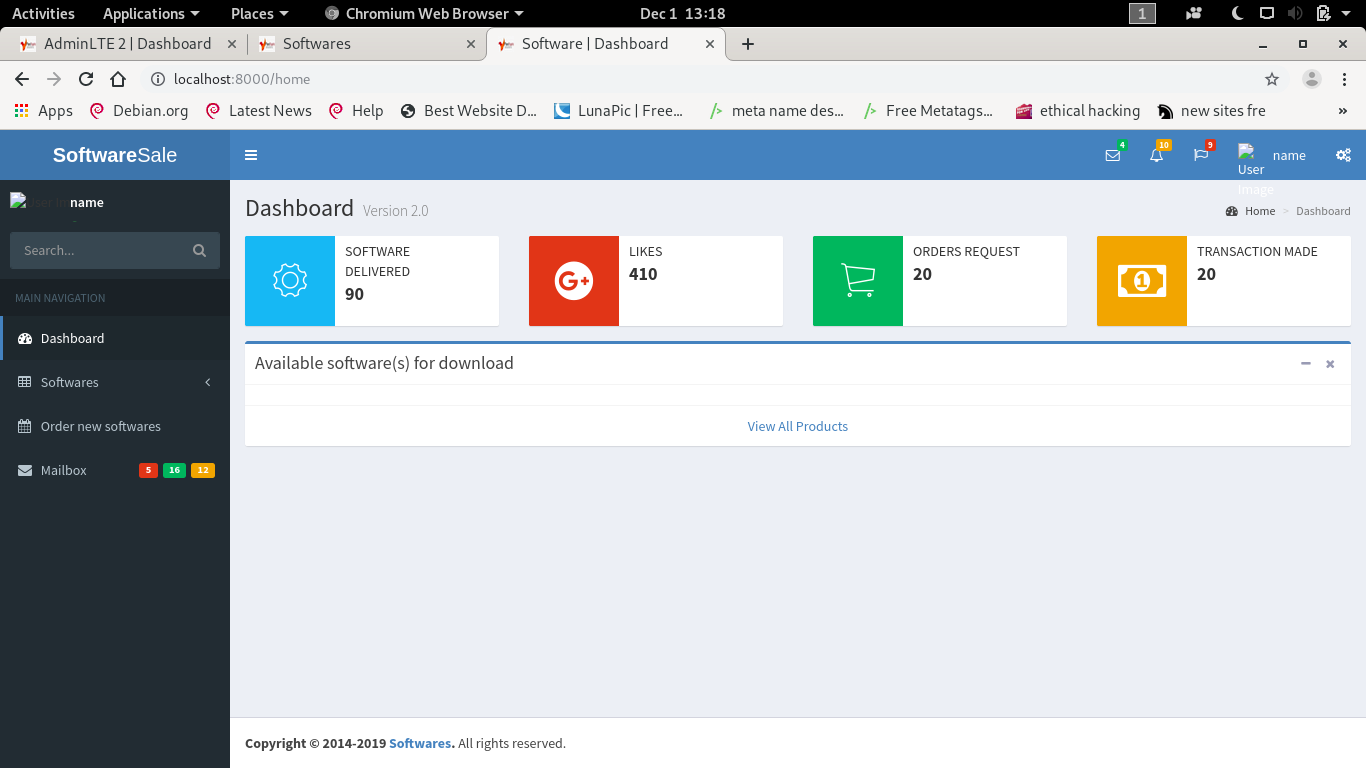 Activities Applications Places Chromium Web Browser Dec 1 13:18 1
AdminLTE 2 | Dashboard Softwares Software | Dashboard
localhost:8000/home
Apps Debian.org Latest News Help Best Website D... LunaPic | Free... meta name des... Free Metatags... ethical hacking new sites fre »
SoftwareSale 4 10 9 User Image name
name
Search...
MAIN NAVIGATION
Dashboard
Softwares
Order new softwares
Mailbox 5 16 12
Dashboard Version 2.0 Home > Dashboard
SOFTWARE DELIVERED
90
LIKES
410
ORDERS REQUEST
20
TRANSACTION MADE
20
Available software(s) for download
View All Products
Copyright © 2014-2019 Softwares. All rights reserved.